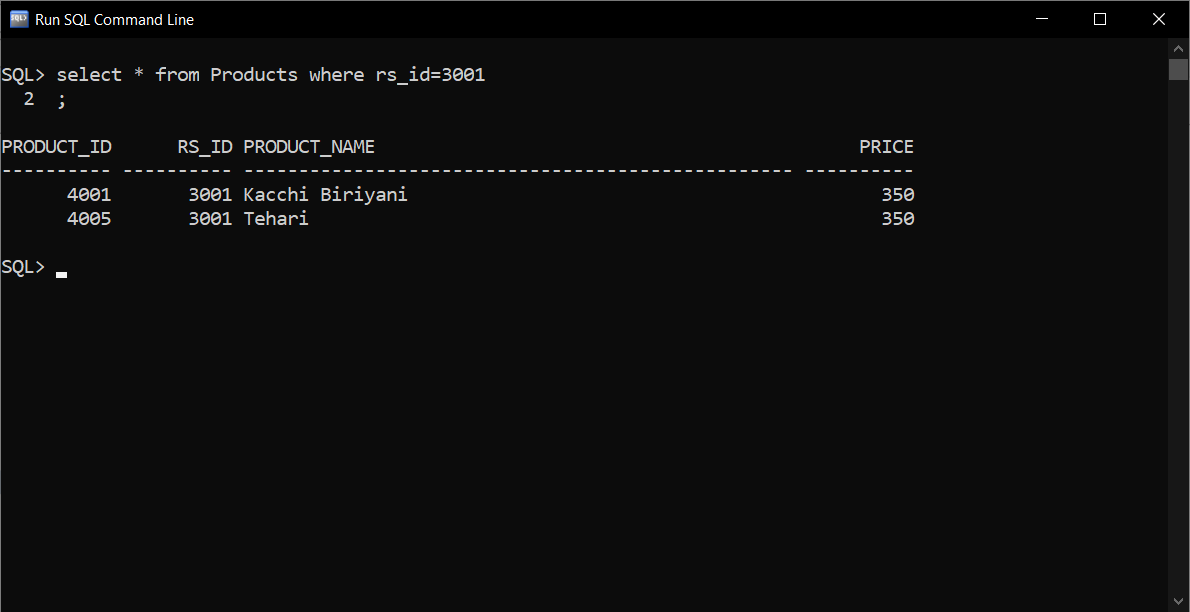 SQL> Run SQL Command Line
SQL> select * from Products where rs_id=3001
  2  ;
PRODUCT_ID      RS_ID PRODUCT_NAME                                            PRICE
---------- ---------- -------------------------------------------------- ----------
      4001       3001 Kacchi Biriyani                                           350
      4005       3001 Tehari                                                    350
SQL>